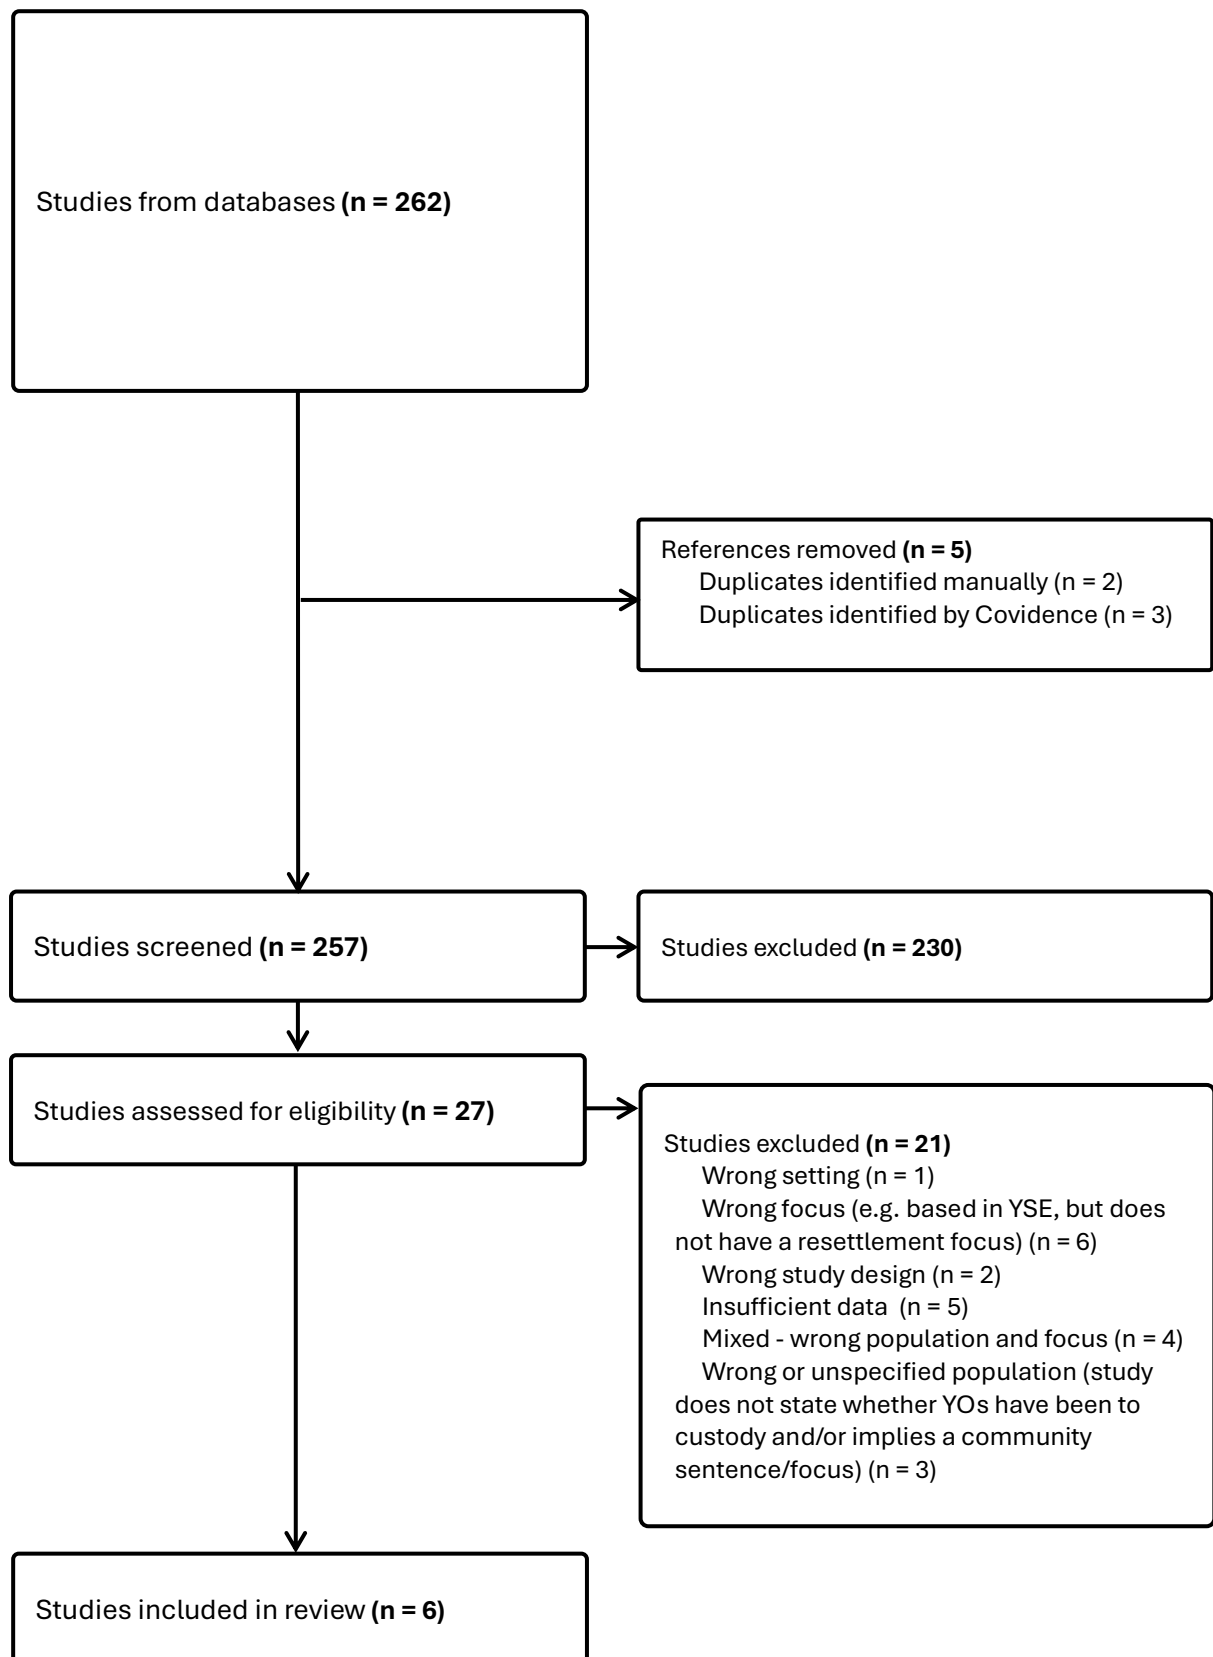 Studies from databases (n = 262)
References removed (n = 5)
Duplicates identified manually (n = 2)
Duplicates identified by Covidence (n = 3)
Studies screened (n = 257)
Studies excluded (n = 230)
Studies assessed for eligibility (n = 27)
Studies excluded (n = 21)
Wrong setting (n = 1)
Wrong focus (e.g. based in YSE, but does
not have a resettlement focus) (n = 6)
Wrong study design (n = 2)
Insufficient data  (n = 5)
Mixed - wrong population and focus (n = 4)
Wrong or unspecified population (study
does not state whether YOs have been to
custody and/or implies a community
sentence/focus) (n = 3)
Studies included in review (n = 6)